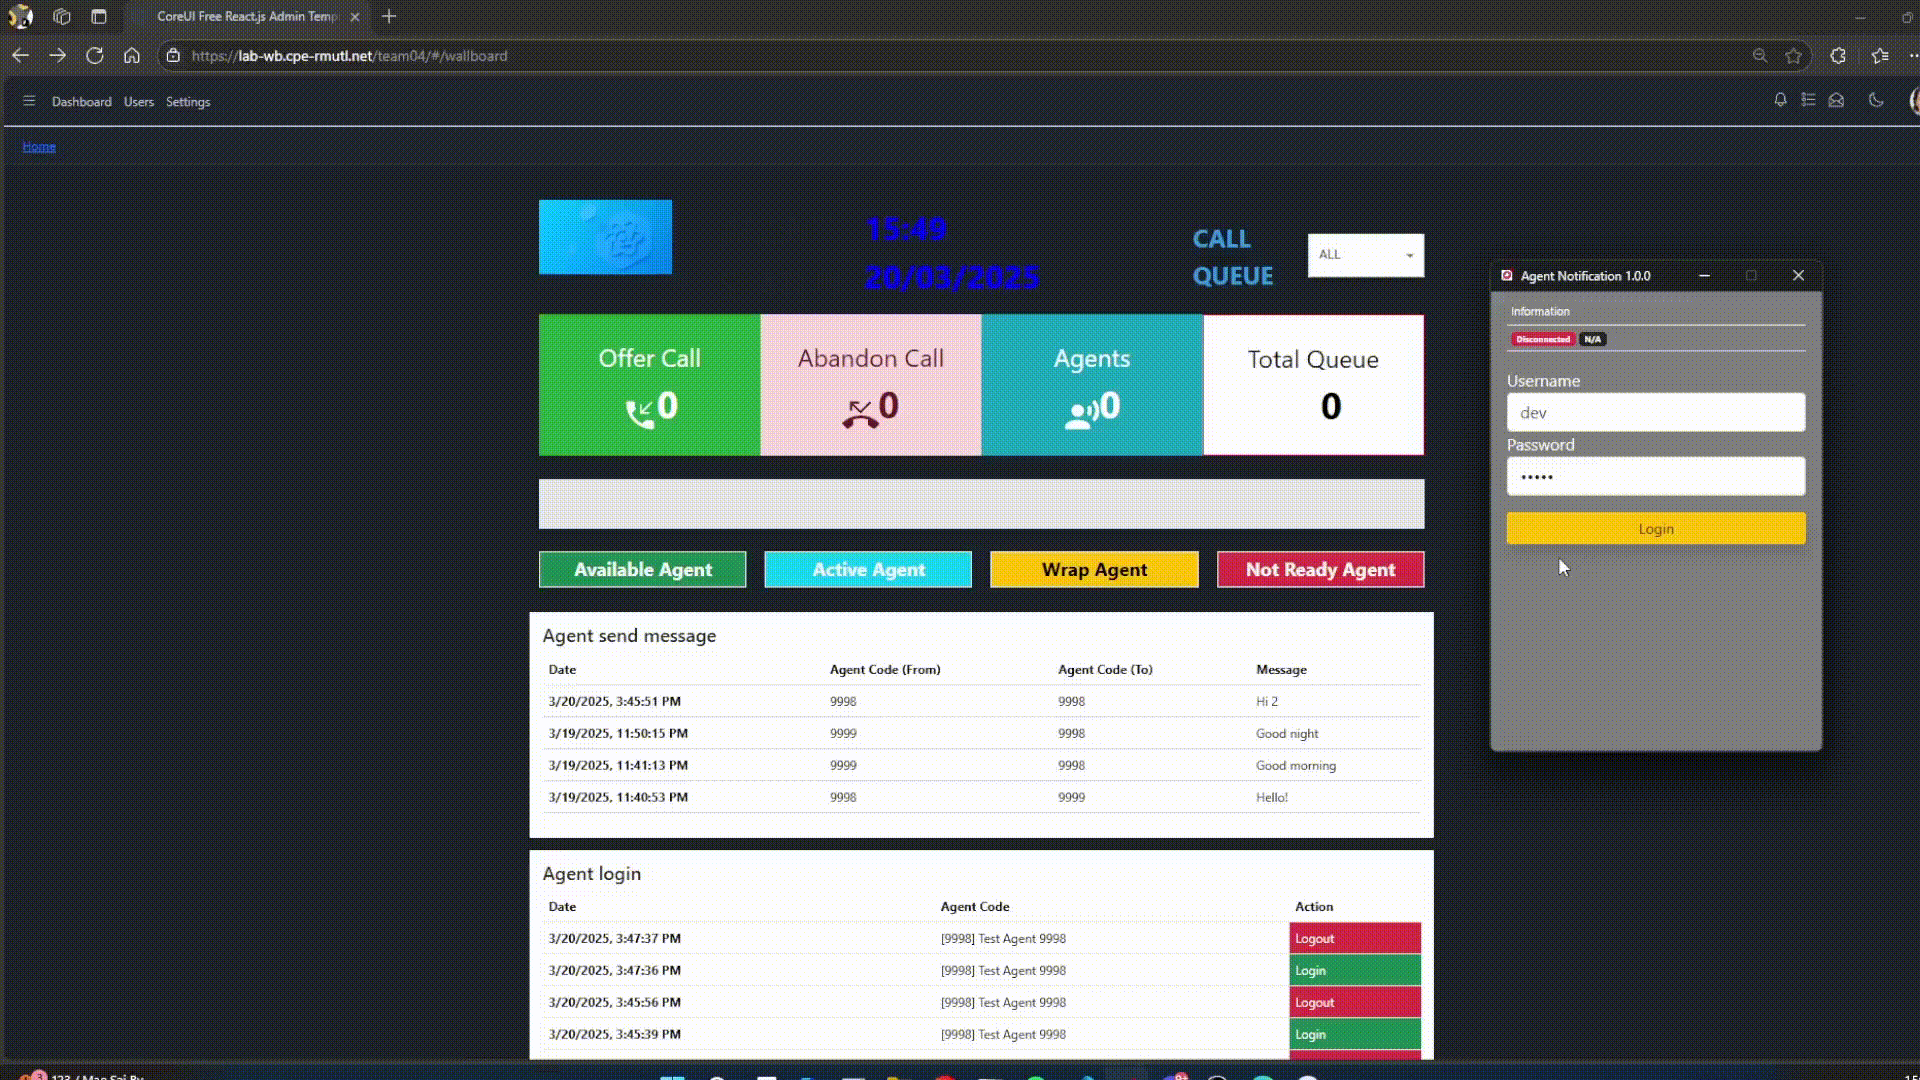 CoreUI Free React.js Admin Temp
https://lab-wb.cpe-rmutl.net/team04/#/wallboard
Dashboard Users Settings
Home
15:49
20/03/2025
CALL
QUEUE
ALL
Offer Call
0
Abandon Call
0
Agents
0
Total Queue
0
Available Agent
Active Agent
Wrap Agent
Not Ready Agent
Agent send message
Date Agent Code (From) Agent Code (To) Message
3/20/2025, 3:45:51 PM 9998 9998 Hi 2
3/19/2025, 11:50:15 PM 9999 9998 Good night
3/19/2025, 11:41:13 PM 9999 9998 Good morning
3/19/2025, 11:40:53 PM 9998 9999 Hello!
Agent login
Date Agent Code Action
3/20/2025, 3:47:37 PM [9998] Test Agent 9998 Logout
3/20/2025, 3:47:36 PM [9998] Test Agent 9998 Login
3/20/2025, 3:45:56 PM [9998] Test Agent 9998 Logout
3/20/2025, 3:45:39 PM [9998] Test Agent 9998 Login
Agent Notification 1.0.0
Information
Disconnected N/A
Username
dev
Password
•••••
Login